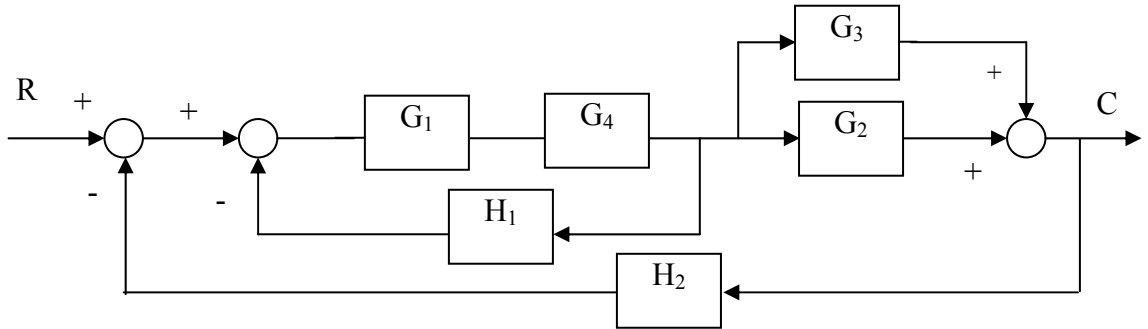 G₃
R
+
+
G₁
G₄
+
G₂
C
+
-
-
H₁
H₂